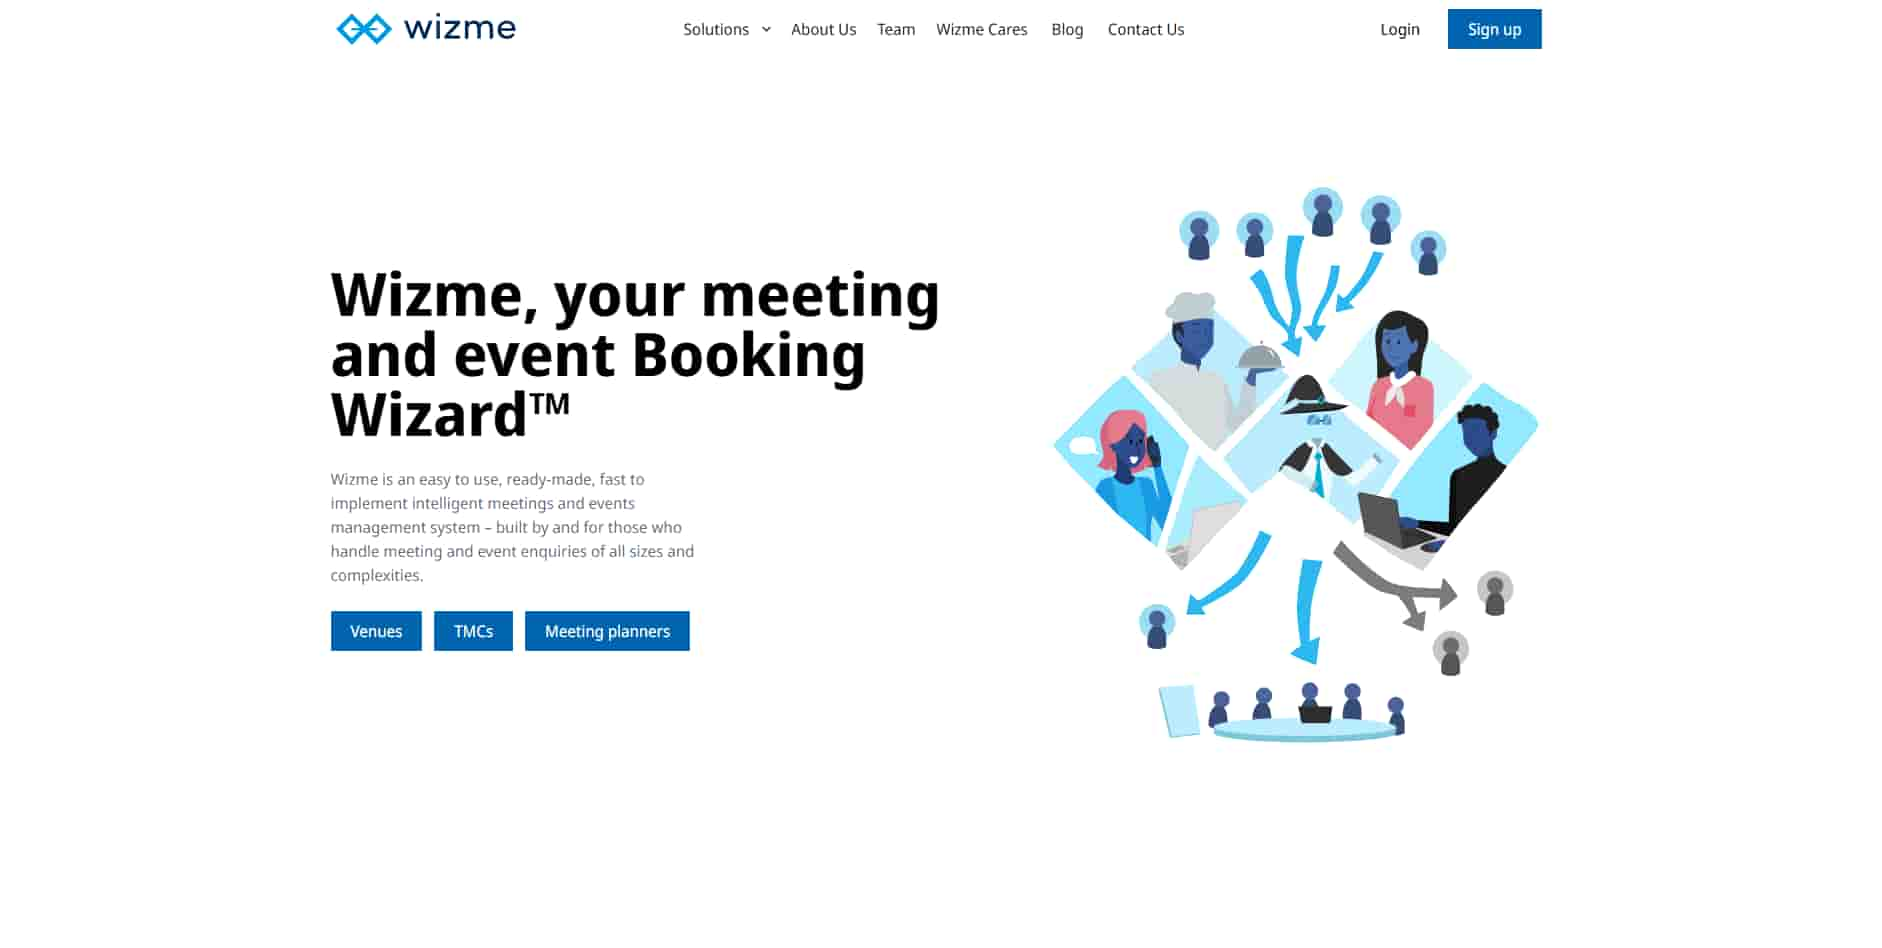 wizme
Solutions
About Us
Team
Wizme Cares
Blog
Contact Us
Login
Sign up
Wizme, your meeting
and event Booking
Wizard™
Wizme is an easy to use, ready-made, fast to
implement intelligent meetings and events
management system – built by and for those who
handle meeting and event enquiries of all sizes and
complexities.
Venues
TMCs
Meeting planners